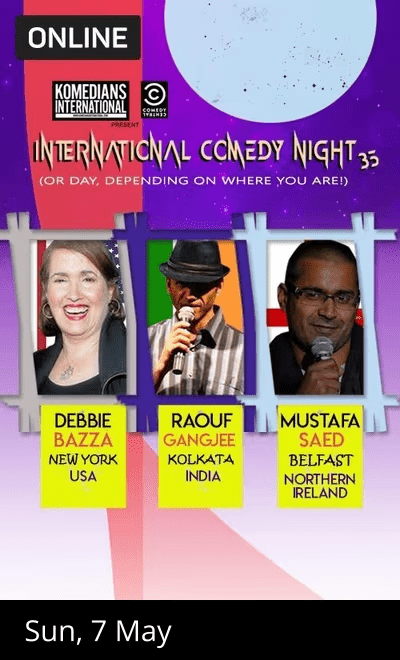 ONLINE
KOMEDIANS
INTERNATIONAL
COMEDY
CENTRAL
PRESENT
INTERNATIONAL COMEDY NIGHT 35
(OR DAY, DEPENDING ON WHERE YOU ARE!)
DEBBIE
BAZZA
NEW YORK
USA
RAOUF
GANGJEE
KOLKATA
INDIA
MUSTAFA
SAED
BELFAST
NORTHERN
IRELAND
Sun, 7 May